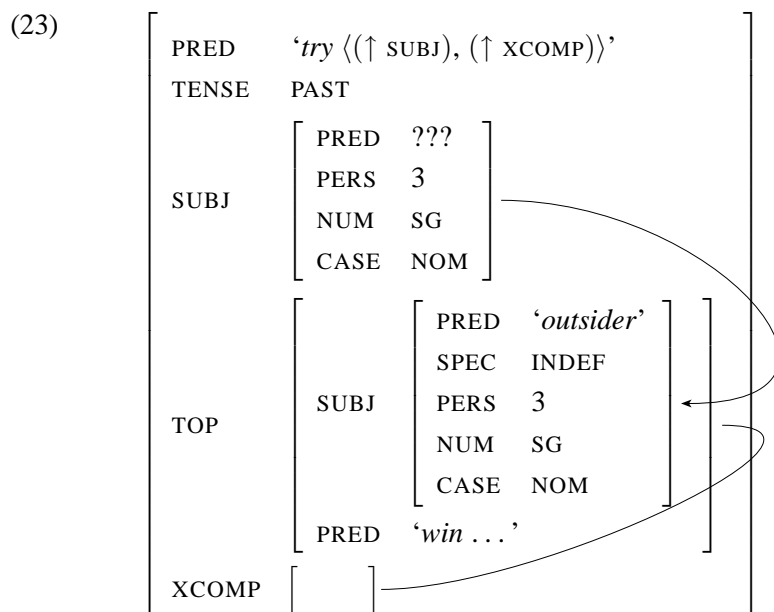 (23)
PRED ‘try ⟨(↑ SUBJ), (↑ XCOMP)⟩’
TENSE PAST
PRED ???
PERS 3
SUBJ
NUM SG
CASE NOM
PRED ‘outsider’
SPEC INDEF
SUBJ PERS 3
TOP
NUM SG
CASE NOM
PRED ‘win ...’
XCOMP